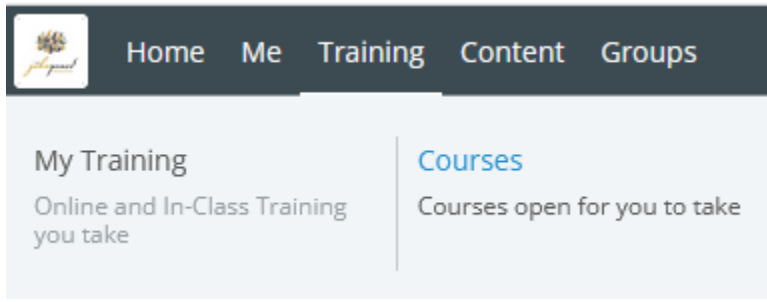 Home Me Training Content Groups
My Training
Online and In-Class Training
you take
Courses
Courses open for you to take